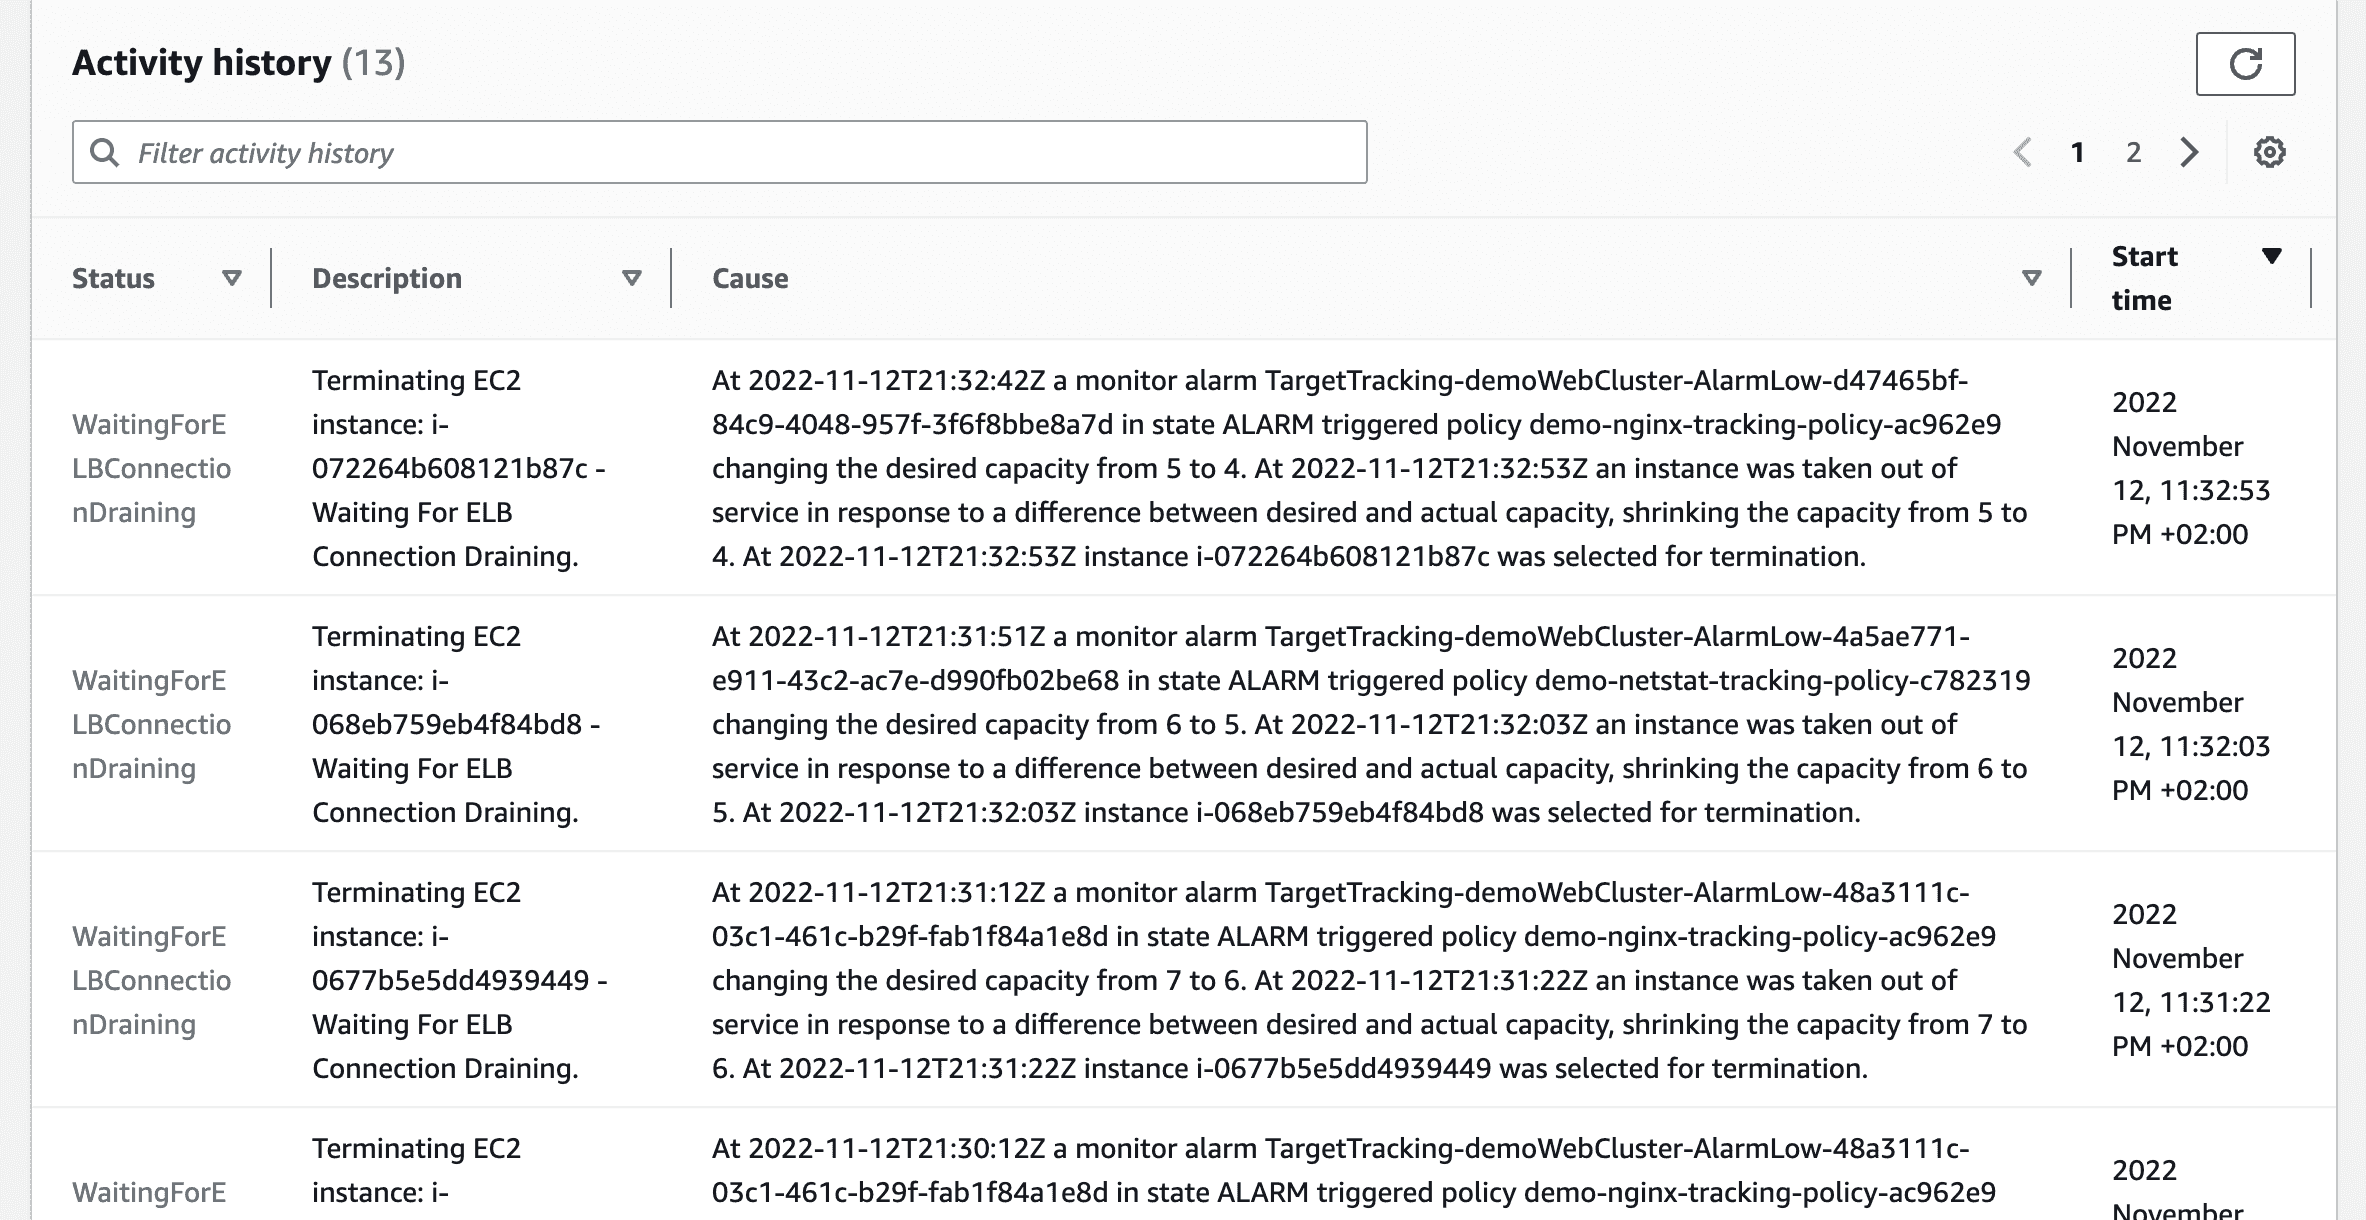 Activity history (13)
Filter activity history
1 2
Status
Description
Cause
Start
time
WaitingForE
LBConnectio
nDraining
Terminating EC2
instance: i-
072264b608121b87c -
Waiting For ELB
Connection Draining.
At 2022-11-12T21:32:42Z a monitor alarm TargetTracking-demoWebCluster-AlarmLow-d47465bf-
84c9-4048-957f-3f6f8bbe8a7d in state ALARM triggered policy demo-nginx-tracking-policy-ac962e9
changing the desired capacity from 5 to 4. At 2022-11-12T21:32:53Z an instance was taken out of
service in response to a difference between desired and actual capacity, shrinking the capacity from 5 to
4. At 2022-11-12T21:32:53Z instance i-072264b608121b87c was selected for termination.
2022
November
12, 11:32:53
PM +02:00
WaitingForE
LBConnectio
nDraining
Terminating EC2
instance: i-
068eb759eb4f84bd8 -
Waiting For ELB
Connection Draining.
At 2022-11-12T21:31:51Z a monitor alarm TargetTracking-demoWebCluster-AlarmLow-4a5ae771-
e911-43c2-ac7e-d990fb02be68 in state ALARM triggered policy demo-netstat-tracking-policy-c782319
changing the desired capacity from 6 to 5. At 2022-11-12T21:32:03Z an instance was taken out of
service in response to a difference between desired and actual capacity, shrinking the capacity from 6 to
5. At 2022-11-12T21:32:03Z instance i-068eb759eb4f84bd8 was selected for termination.
2022
November
12, 11:32:03
PM +02:00
WaitingForE
LBConnectio
nDraining
Terminating EC2
instance: i-
0677b5e5dd4939449 -
Waiting For ELB
Connection Draining.
At 2022-11-12T21:31:12Z a monitor alarm TargetTracking-demoWebCluster-AlarmLow-48a3111c-
03c1-461c-b29f-fab1f84a1e8d in state ALARM triggered policy demo-nginx-tracking-policy-ac962e9
changing the desired capacity from 7 to 6. At 2022-11-12T21:31:22Z an instance was taken out of
service in response to a difference between desired and actual capacity, shrinking the capacity from 7 to
6. At 2022-11-12T21:31:22Z instance i-0677b5e5dd4939449 was selected for termination.
2022
November
12, 11:31:22
PM +02:00
WaitingForE
Terminating EC2
instance: i-
At 2022-11-12T21:30:12Z a monitor alarm TargetTracking-demoWebCluster-AlarmLow-48a3111c-
03c1-461c-b29f-fab1f84a1e8d in state ALARM triggered policy demo-nginx-tracking-policy-ac962e9
2022
November